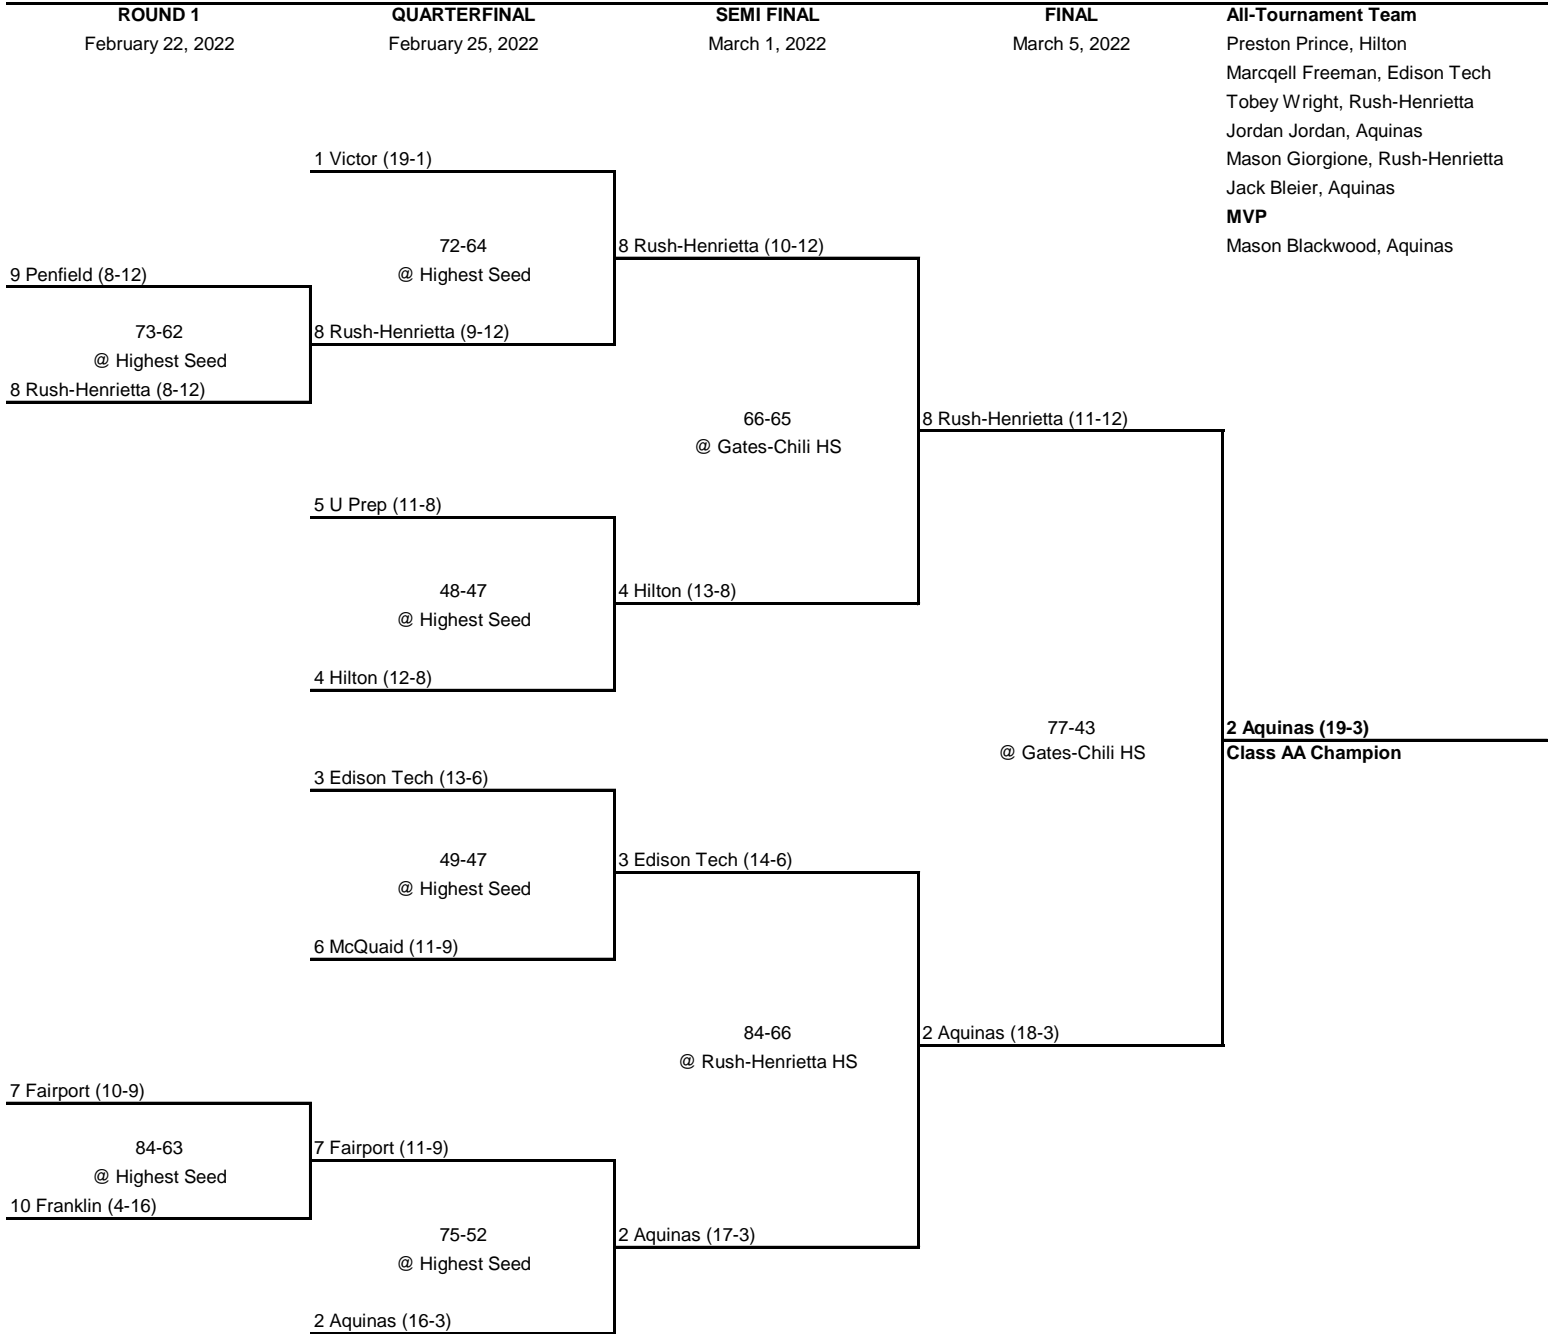 ROUND 1
February 22, 2022
QUARTERFINAL
February 25, 2022
SEMI FINAL
March 1, 2022
FINAL
March 5, 2022
All-Tournament Team
Preston Prince, Hilton
Marcqell Freeman, Edison Tech
Tobey Wright, Rush-Henrietta
Jordan Jordan, Aquinas
Mason Giorgione, Rush-Henrietta
Jack Bleier, Aquinas
MVP
Mason Blackwood, Aquinas
9 Penfield (8-12)
73-62
@ Highest Seed
8 Rush-Henrietta (8-12)
7 Fairport (10-9)
84-63
@ Highest Seed
10 Franklin (4-16)
1 Victor (19-1)
72-64
@ Highest Seed
8 Rush-Henrietta (9-12)
5 U Prep (11-8)
48-47
@ Highest Seed
4 Hilton (12-8)
3 Edison Tech (13-6)
49-47
@ Highest Seed
6 McQuaid (11-9)
7 Fairport (11-9)
75-52
@ Highest Seed
2 Aquinas (16-3)
8 Rush-Henrietta (10-12)
66-65
@ Gates-Chili HS
4 Hilton (13-8)
3 Edison Tech (14-6)
84-66
@ Rush-Henrietta HS
2 Aquinas (17-3)
8 Rush-Henrietta (11-12)
77-43
@ Gates-Chili HS
2 Aquinas (18-3)
2 Aquinas (19-3)
Class AA Champion